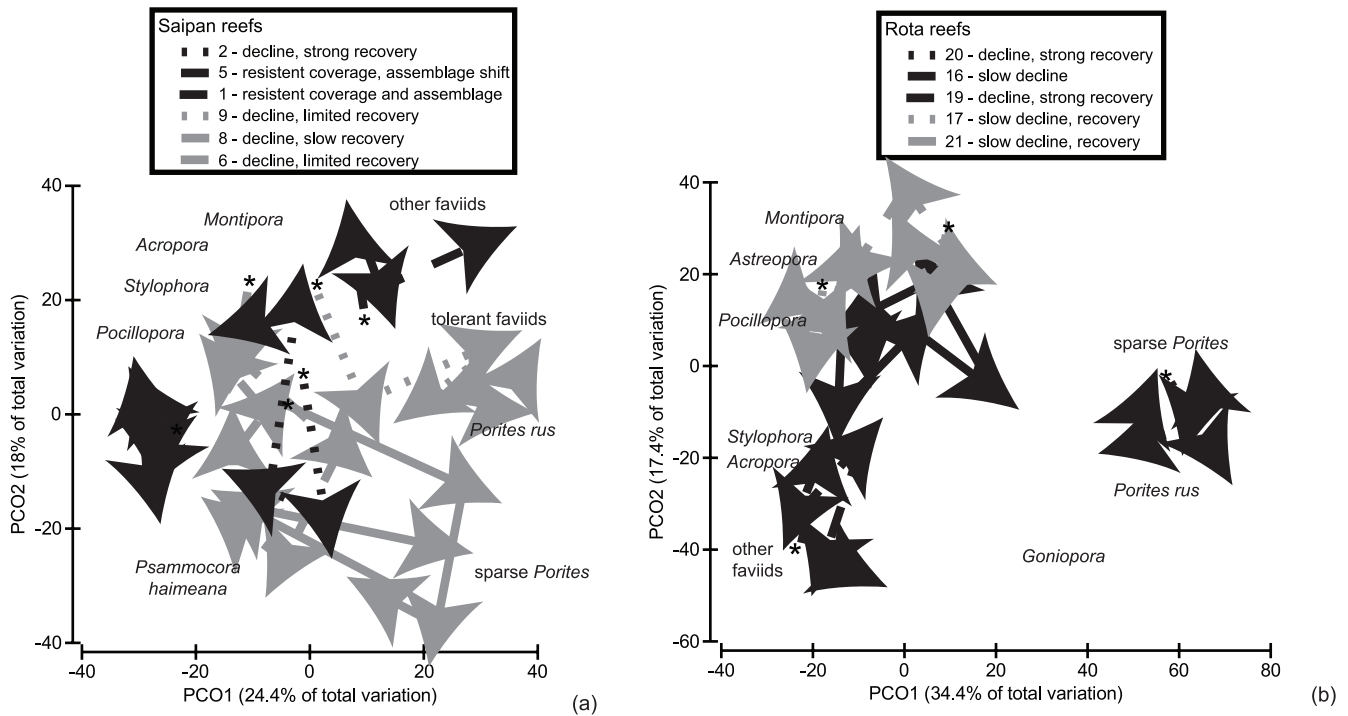 Saipan reefs
2 - decline, strong recovery
5 - resistent coverage, assemblage shift
1 - resistent coverage and assemblage
9 - decline, limited recovery
8 - decline, slow recovery
6 - decline, limited recovery
40
20
0
-20
-40
PCO2 (18% of total variation)
Montipora
other faviids
Acropora
Stylophora
tolerant faviids
Pocillopora
Porites rus
Psammocora
haimeana
sparse Porites
* * * * * *
-40 -20 0 20 40
PCO1 (24.4% of total variation)
(a)
Rota reefs
20 - decline, strong recovery
16 - slow decline
19 - decline, strong recovery
17 - slow decline, recovery
21 - slow decline, recovery
40
20
0
-20
-40
-60
PCO2 (17.4% of total variation)
Montipora
Astreopora
Pocillopora
sparse Porites
Stylophora
Acropora
Porites rus
other
faviids
Goniopora
* * * *
-40 -20 0 20 40 60 80
PCO1 (34.4% of total variation)
(b)